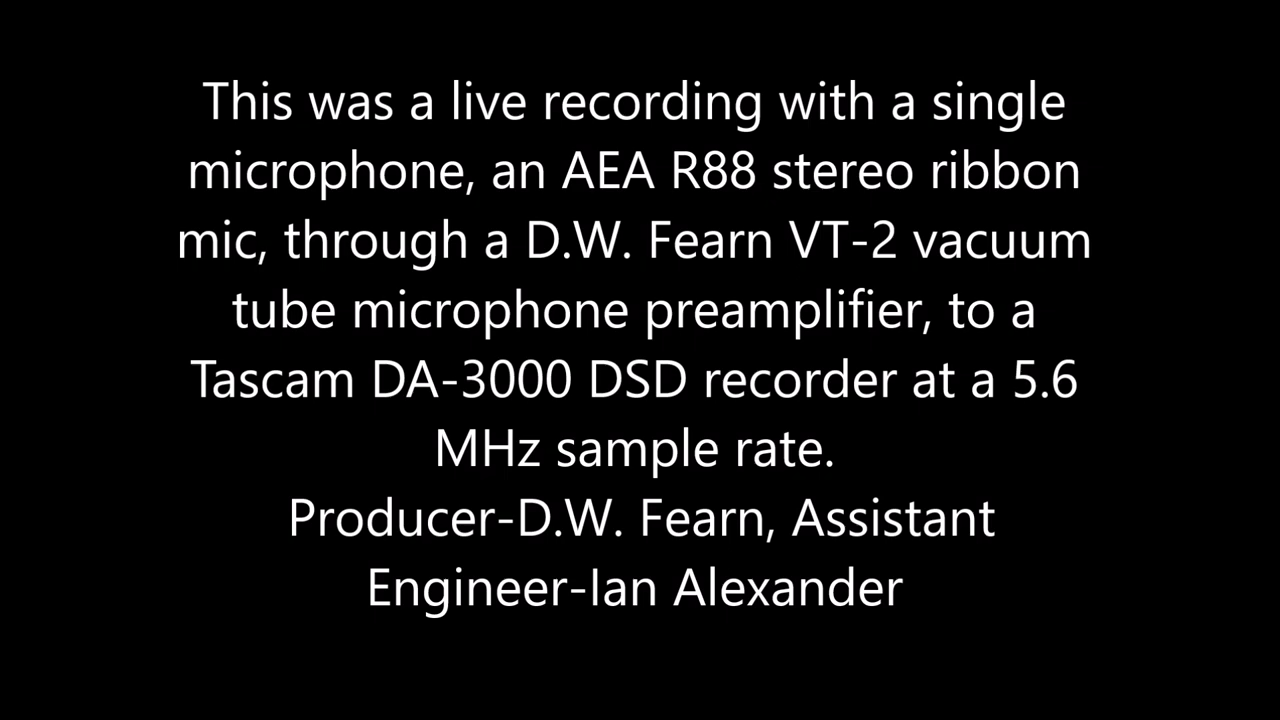 This was a live recording with a single
microphone, an AEA R88 stereo ribbon
mic, through a D.W. Fearn VT-2 vacuum
tube microphone preamplifier, to a
Tascam DA-3000 DSD recorder at a 5.6
MHz sample rate.
Producer-D.W. Fearn, Assistant
Engineer-Ian Alexander